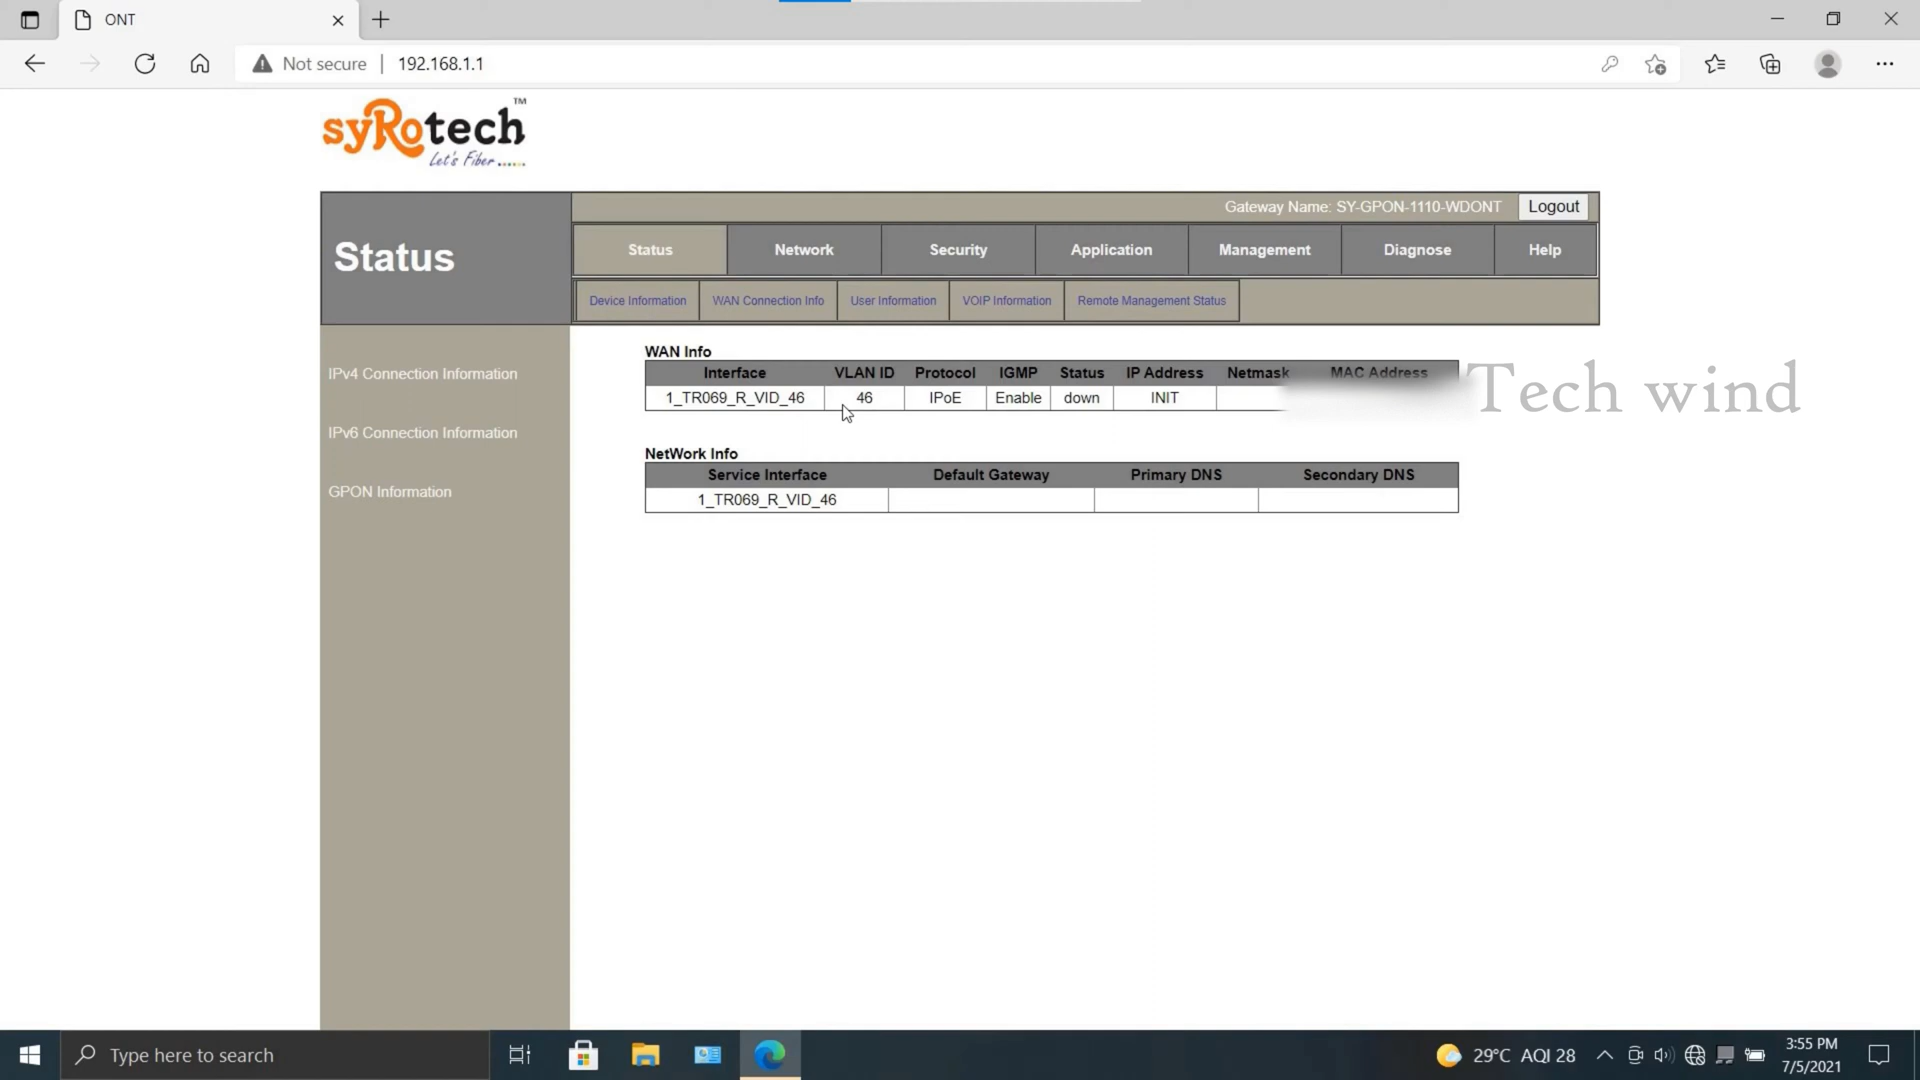 ONT
Not secure | 192.168.1.1
syRotech™
Let's Fiber .....
Gateway Name: SY-GPON-1110-WDONT Logout
Status
Status Network Security Application Management Diagnose Help
Device Information WAN Connection Info User Information VOIP Information Remote Management Status
IPv4 Connection Information
IPv6 Connection Information
GPON Information
WAN Info
Interface VLAN ID Protocol IGMP Status IP Address Netmask MAC Address
1_TR069_R_VID_46 46 IPoE Enable down INIT
Tech wind
NetWork Info
Service Interface Default Gateway Primary DNS Secondary DNS
1_TR069_R_VID_46
Type here to search
29°C AQI 28
3:55 PM
7/5/2021